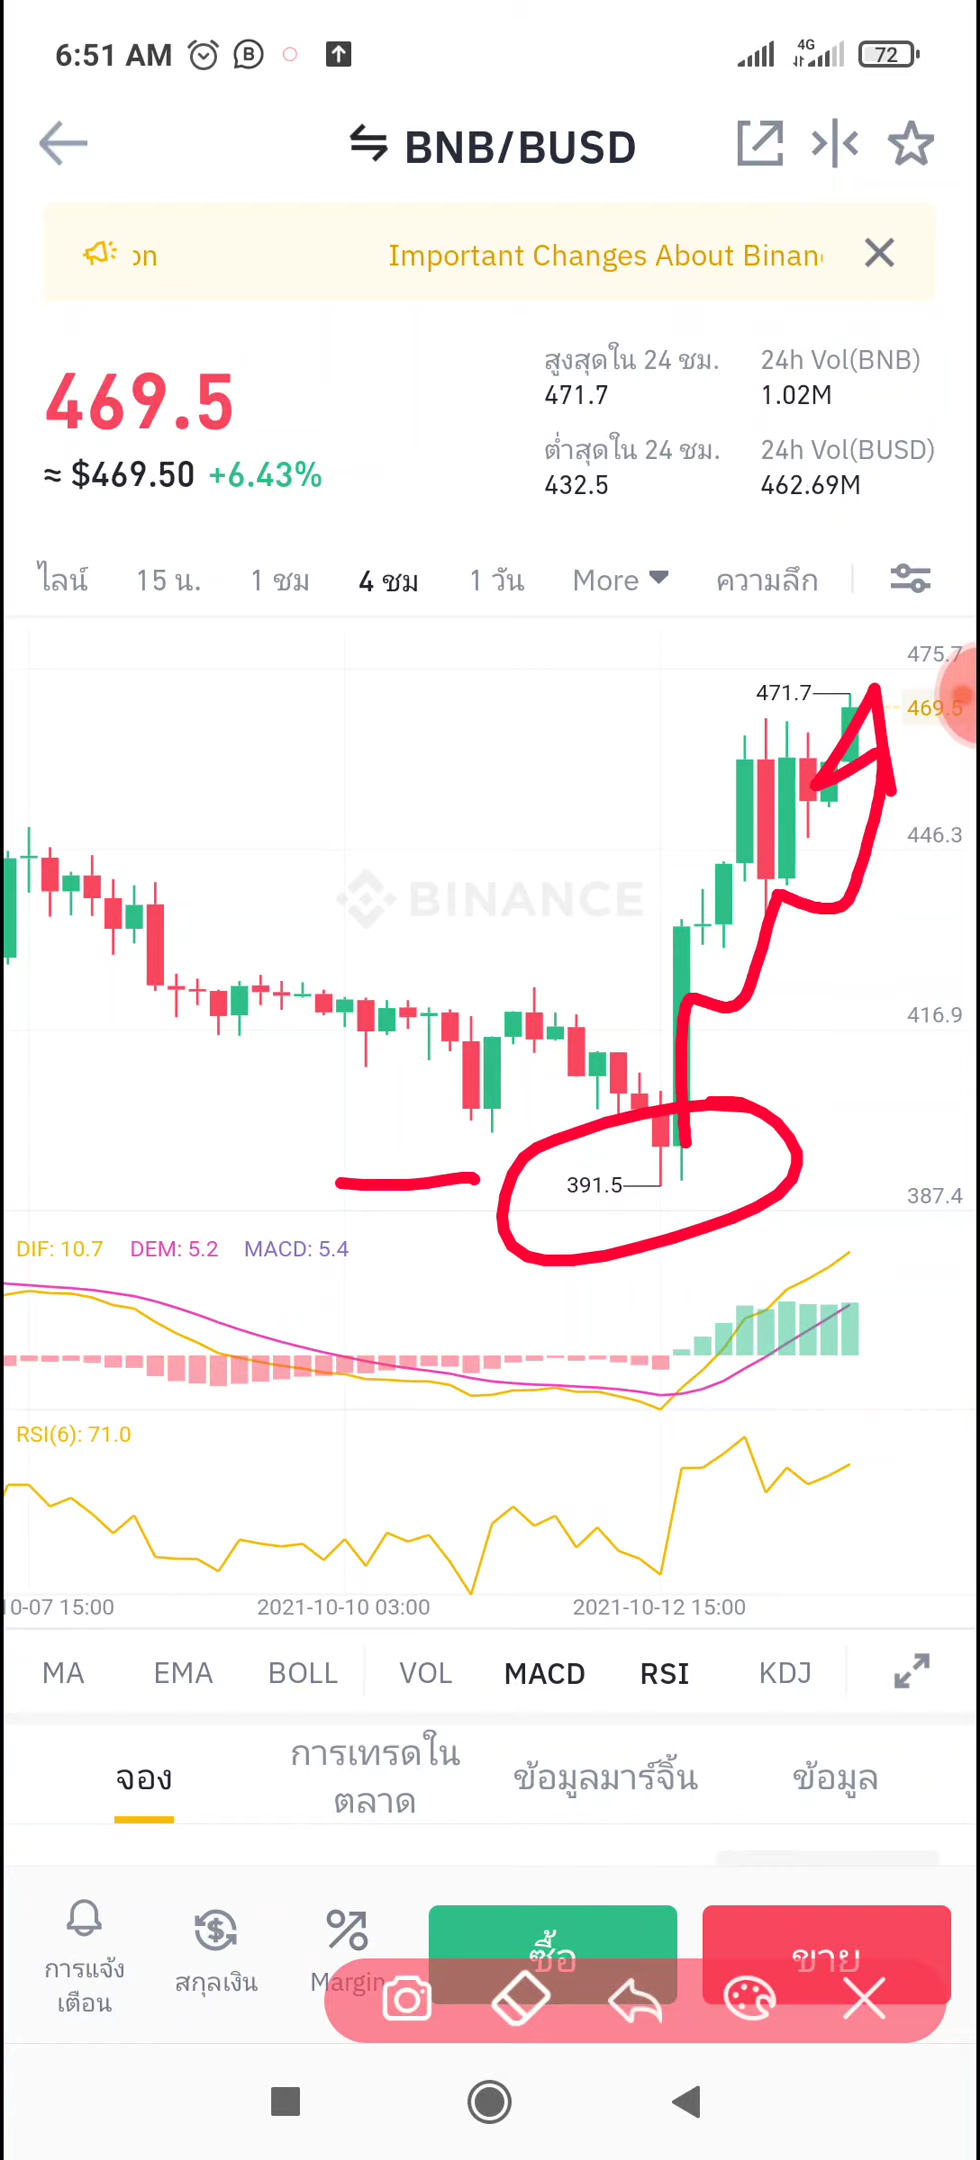 6:51 AM
4G
72
BNB/BUSD
on Important Changes About Binan
469.5
≈ $469.50 +6.43%
สูงสุดใน 24 ชม. 24h Vol(BNB)
471.7 1.02M
ต่ำสุดใน 24 ชม. 24h Vol(BUSD)
432.5 462.69M
ไลน์ 15 น. 1 ชม 4 ชม 1 วัน More ความลึก
475.7
471.7
469.5
446.3
BINANCE
416.9
391.5
387.4
DIF: 10.7 DEM: 5.2 MACD: 5.4
RSI(6): 71.0
10-07 15:00 2021-10-10 03:00 2021-10-12 15:00
MA EMA BOLL VOL MACD RSI KDJ
จอง การเทรดใน ข้อมูลมาร์จิ้น ข้อมูล
ตลาด
การแจ้ง สกุลเงิน Margin ซื้อ ขาย
เตือน